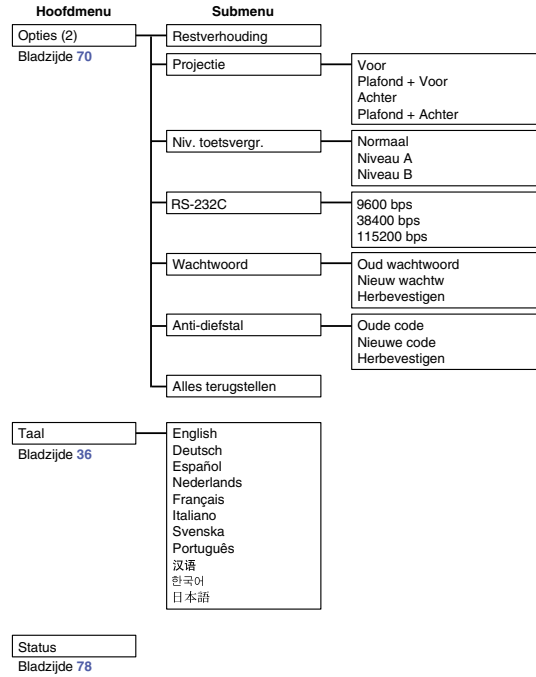 Hoofdmenu Submenu
Opties (2) Restverhouding
Bladzijde 70
Projectie Voor
Plafond + Voor
Achter
Plafond + Achter
Niv. toetsvergr. Normaal
Niveau A
Niveau B
RS-232C 9600 bps
38400 bps
115200 bps
Wachtwoord Oud wachtwoord
Nieuw wachtw
Herbevestigen
Anti-diefstal Oude code
Nieuwe code
Herbevestigen
Alles terugstellen
Taal English
Bladzijde 36
Deutsch
Español
Nederlands
Français
Italiano
Svenska
Português
汉语
한국어
日本語
Status
Bladzijde 78